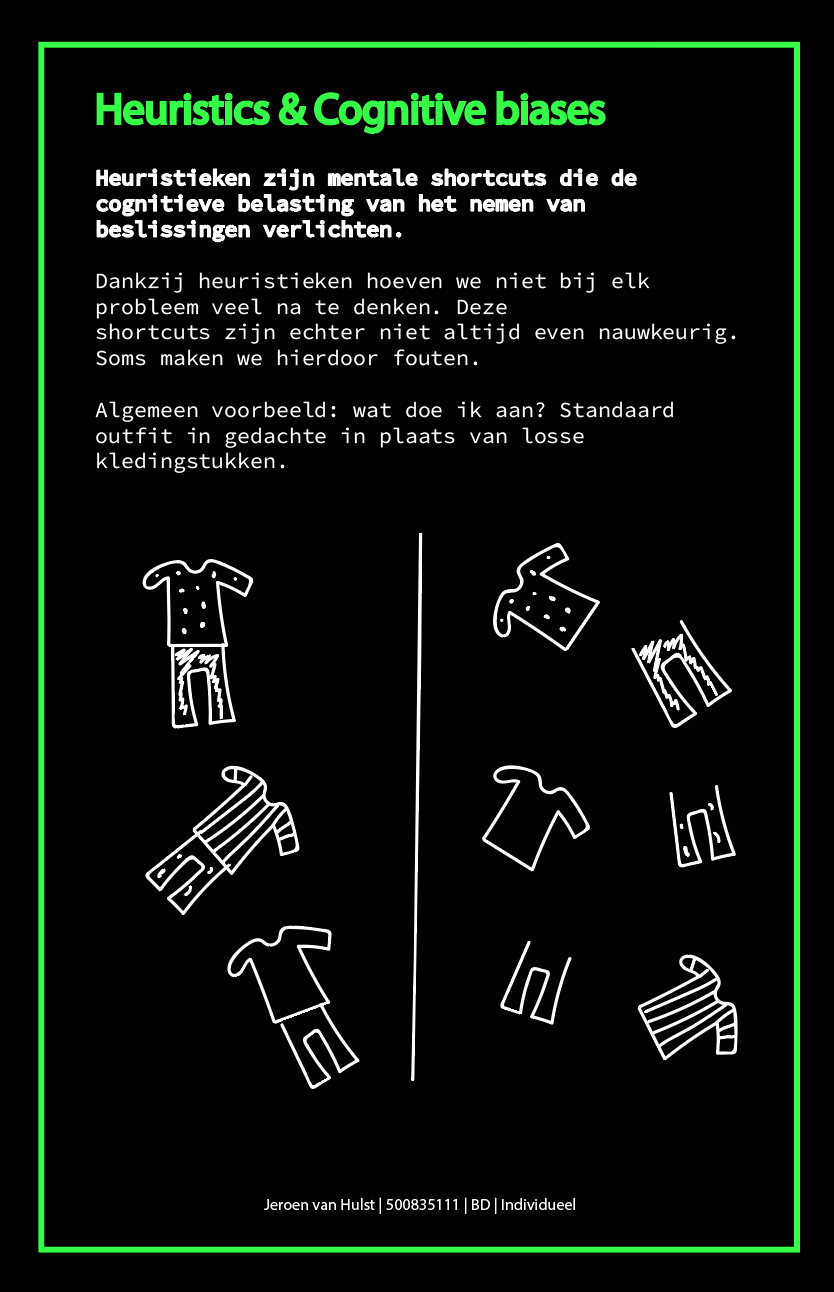 Heuristics & Cognitive biases
Heuristieken zijn mentale shortcuts die de
cognitieve belasting van het nemen van
beslissingen verlichten.
Dankzij heuristieken hoeven we niet bij elk
probleem veel na te denken. Deze
shortcuts zijn echter niet altijd even nauwkeurig.
Soms maken we hierdoor fouten.
Algemeen voorbeeld: wat doe ik aan? Standaard
outfit in gedachte in plaats van losse
kledingstukken.
Jeroen van Hulst | 500835111 | BD | Individueel